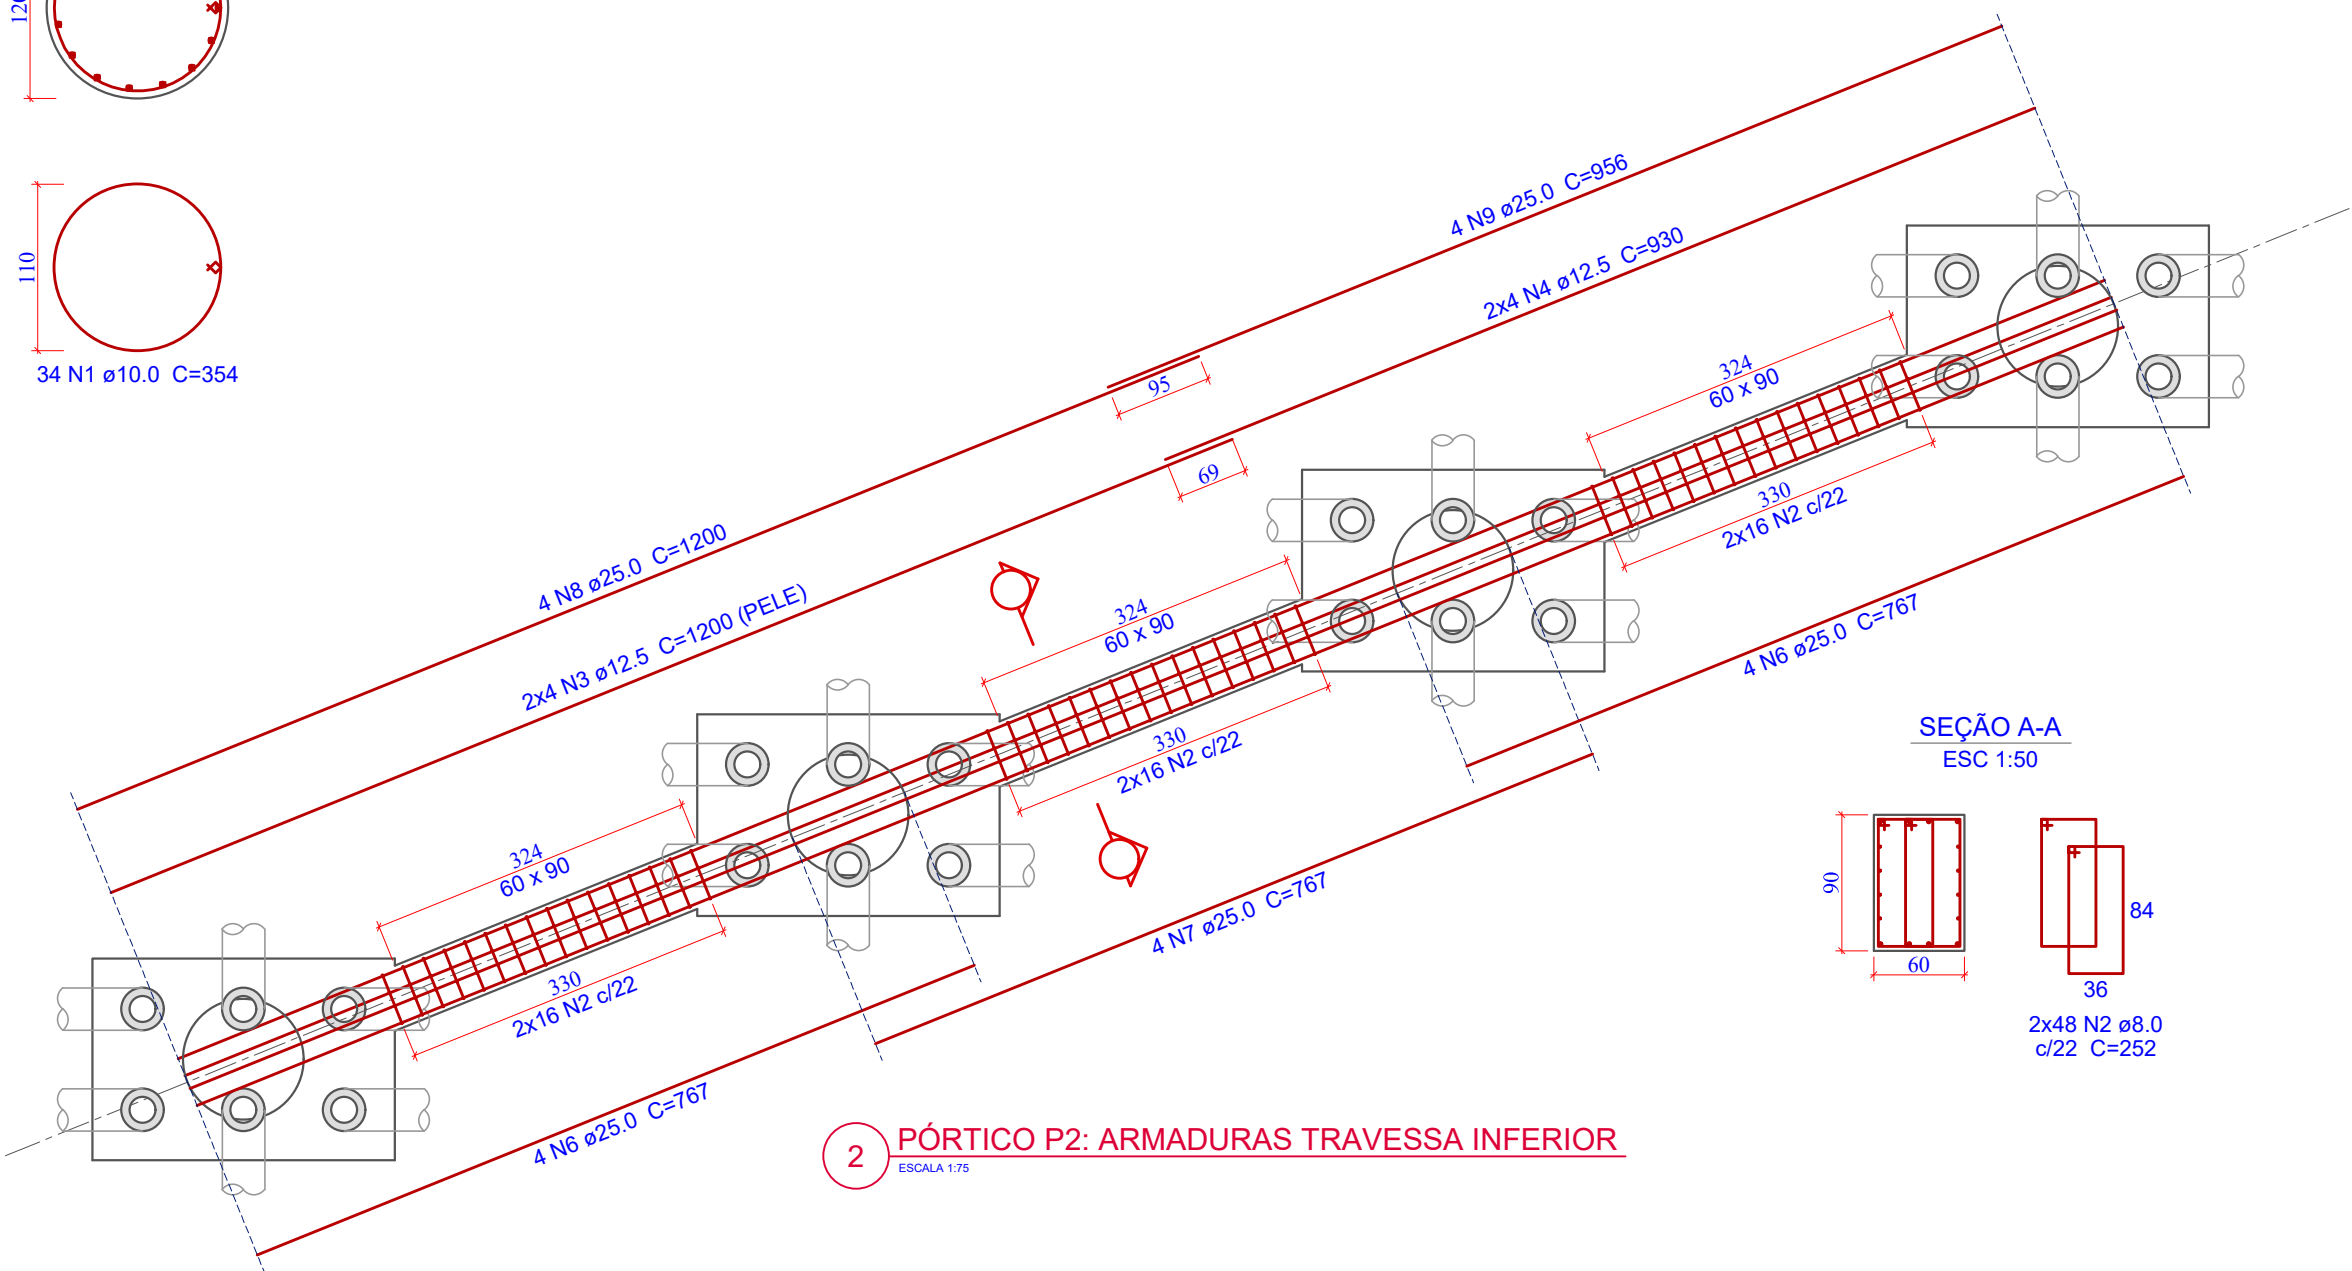 120
110
34 N1 ø10.0  C=354
4 N9 ø25.0  C=956
2x4 N4 ø12.5  C=930
95
69
4 N8 ø25.0  C=1200
2x4 N3 ø12.5  C=1200 (PELE)
324
60 x 90
330
2x16 N2 c/22
324
60 x 90
330
2x16 N2 c/22
324
60 x 90
330
2x16 N2 c/22
4 N6 ø25.0  C=767
4 N7 ø25.0  C=767
4 N6 ø25.0  C=767
SEÇÃO A-A
ESC 1:50
90
60
84
36
2x48 N2 ø8.0
c/22  C=252
2 PÓRTICO P2: ARMADURAS TRAVESSA INFERIOR
ESCALA 1:75